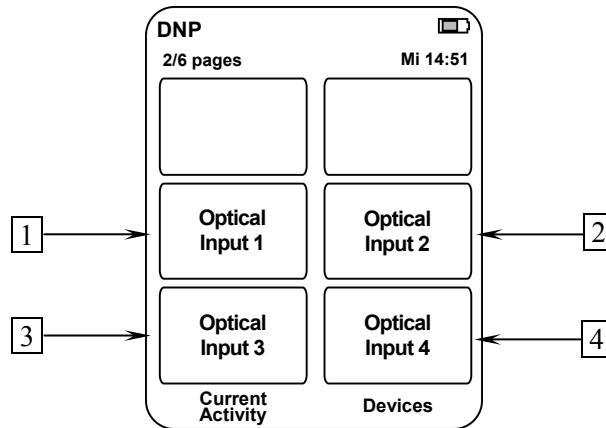 DNP
2/6 pages
Mi 14:51
Optical
Input 1
Optical
Input 2
1
2
Optical
Input 3
Optical
Input 4
3
4
Current
Activity
Devices